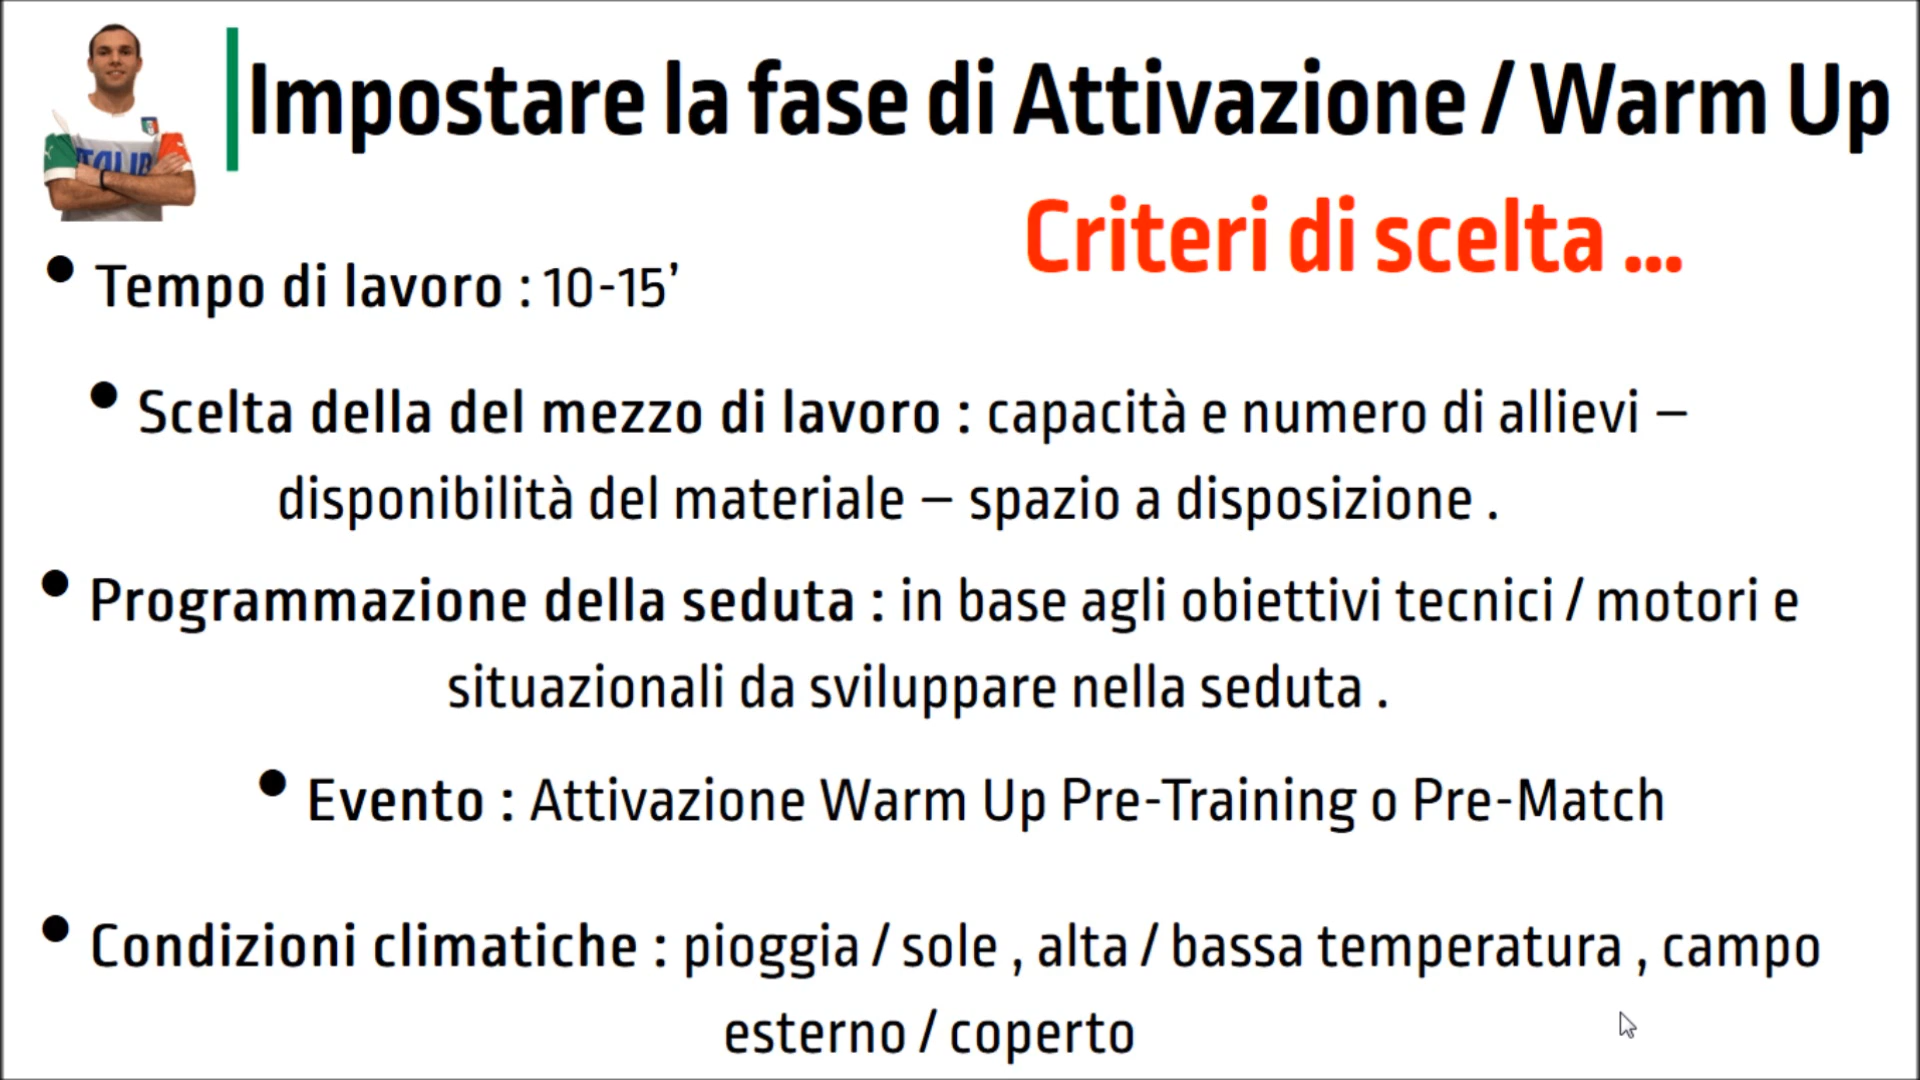 Impostare la fase di Attivazione / Warm Up
Criteri di scelta ...
• Tempo di lavoro : 10-15’
• Scelta della del mezzo di lavoro : capacità e numero di allievi –
disponibilità del materiale – spazio a disposizione .
• Programmazione della seduta : in base agli obiettivi tecnici / motori e
situazionali da sviluppare nella seduta .
• Evento : Attivazione Warm Up Pre-Training o Pre-Match
• Condizioni climatiche : pioggia / sole , alta / bassa temperatura , campo
esterno / coperto